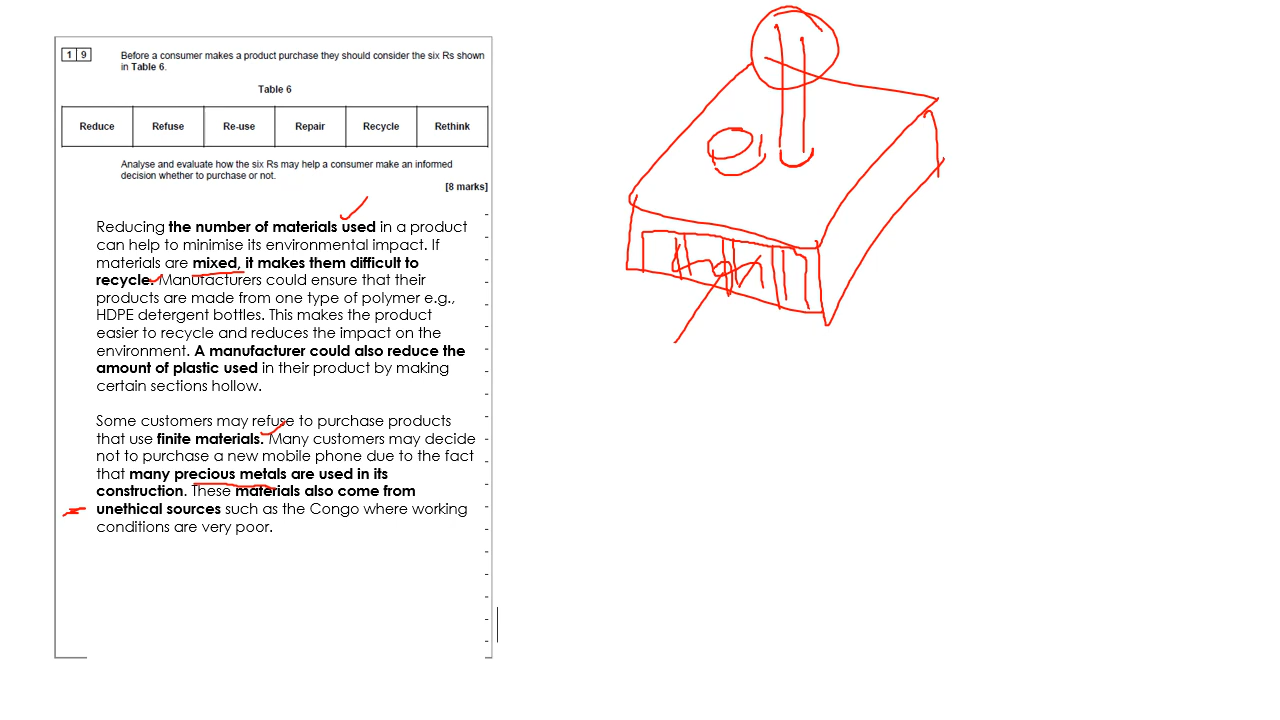 1 9
Before a consumer makes a product purchase they should consider the six Rs shown
in Table 6.
Table 6
Reduce Refuse Re-use Repair Recycle Rethink
Analyse and evaluate how the six Rs may help a consumer make an informed
decision whether to purchase or not.
[8 marks]
Reducing the number of materials used in a product
can help to minimise its environmental impact. If
materials are mixed, it makes them difficult to
recycle. Manufacturers could ensure that their
products are made from one type of polymer e.g.,
HDPE detergent bottles. This makes the product
easier to recycle and reduces the impact on the
environment. A manufacturer could also reduce the
amount of plastic used in their product by making
certain sections hollow.
Some customers may refuse to purchase products
that use finite materials. Many customers may decide
not to purchase a new mobile phone due to the fact
that many precious metals are used in its
construction. These materials also come from
unethical sources such as the Congo where working
conditions are very poor.